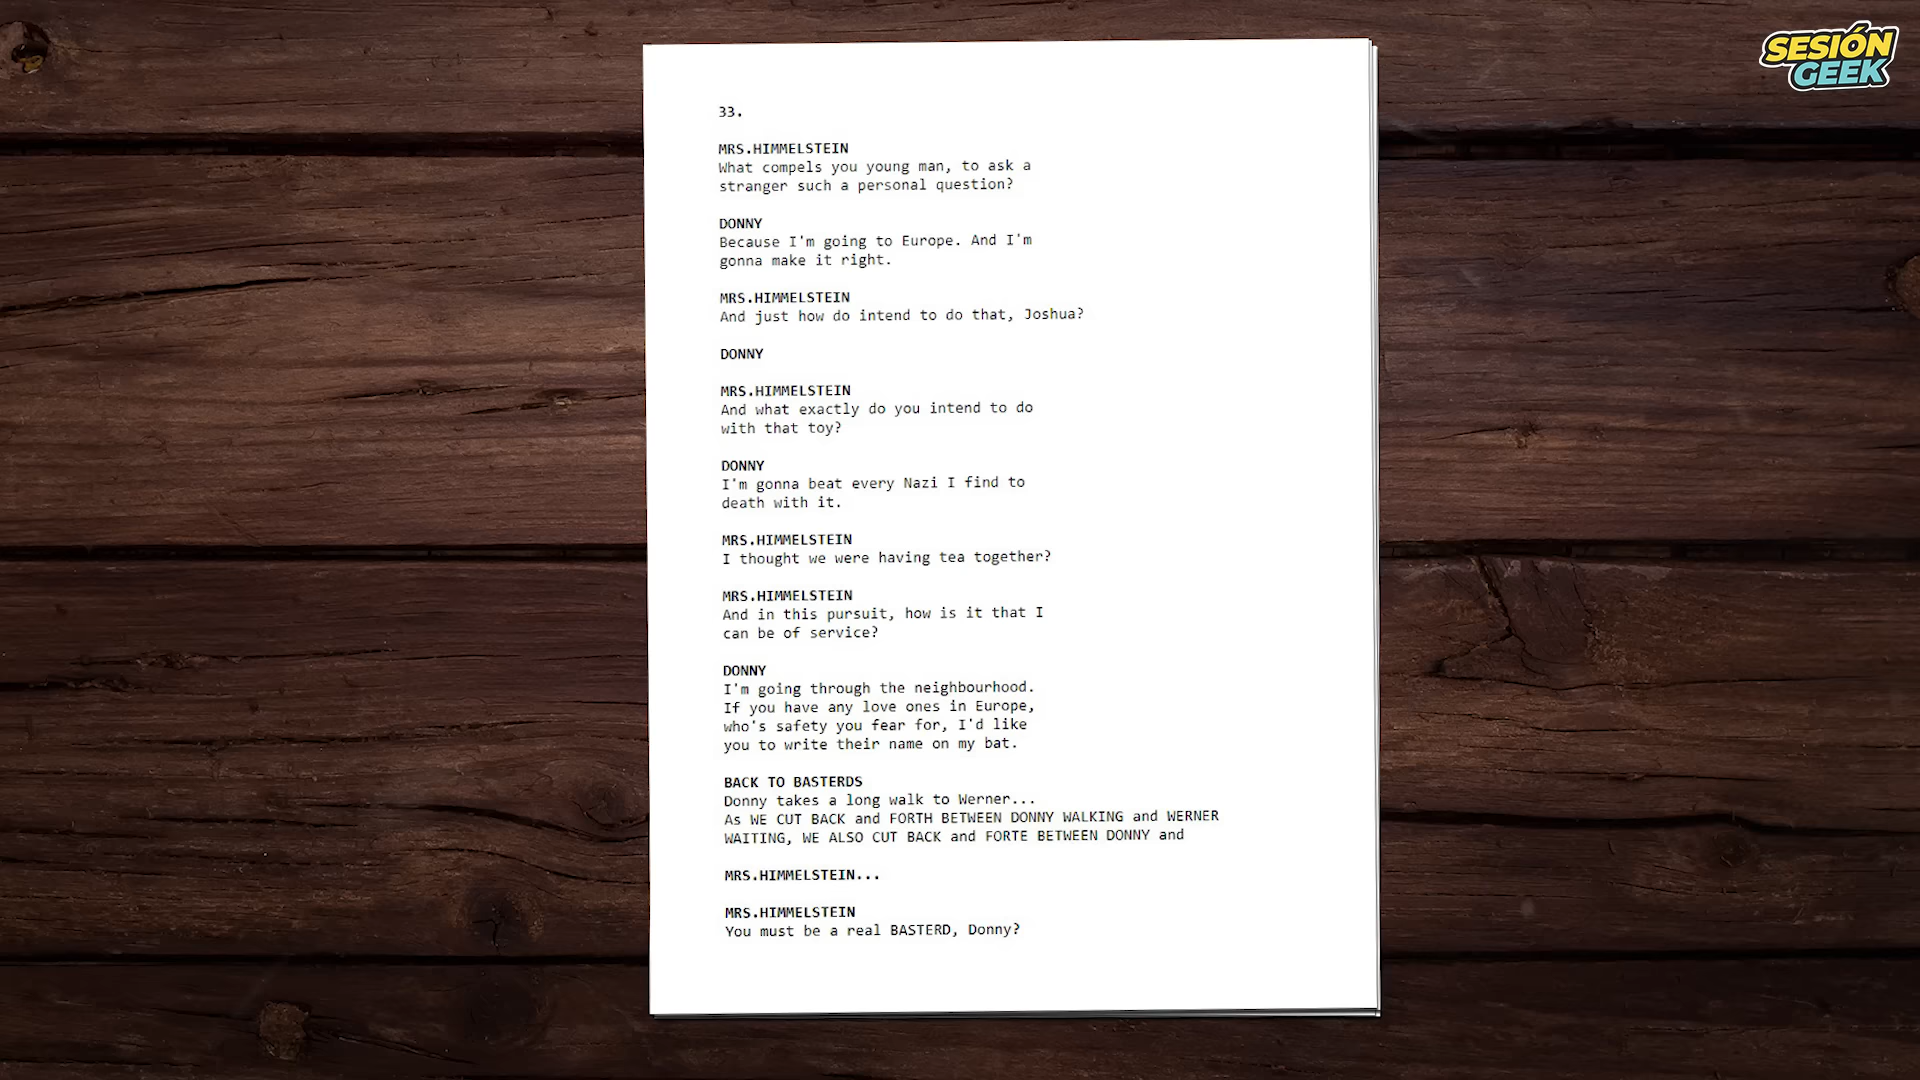 SESIÓN
GEEK
33.
MRS.HIMMELSTEIN
What compels you young man, to ask a
stranger such a personal question?
DONNY
Because I'm going to Europe. And I'm
gonna make it right.
MRS.HIMMELSTEIN
And just how do intend to do that, Joshua?
DONNY
MRS.HIMMELSTEIN
And what exactly do you intend to do
with that toy?
DONNY
I'm gonna beat every Nazi I find to
death with it.
MRS.HIMMELSTEIN
I thought we were having tea together?
MRS.HIMMELSTEIN
And in this pursuit, how is it that I
can be of service?
DONNY
I'm going through the neighbourhood.
If you have any love ones in Europe,
who's safety you fear for, I'd like
you to write their name on my bat.
BACK TO BASTERDS
Donny takes a long walk to Werner...
As WE CUT BACK and FORTH BETWEEN DONNY WALKING and WERNER
WAITING, WE ALSO CUT BACK and FORTE BETWEEN DONNY and
MRS.HIMMELSTEIN...
MRS.HIMMELSTEIN
You must be a real BASTERD, Donny?